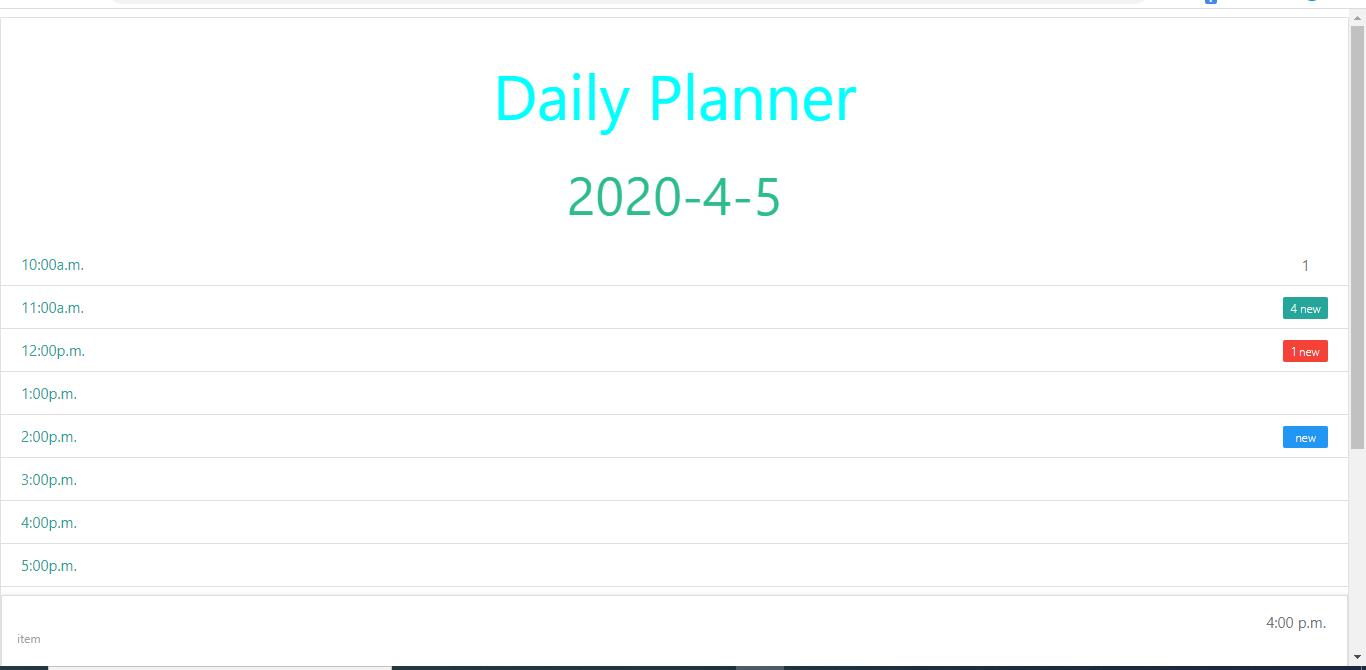 Daily Planner
2020-4-5
10:00a.m. 1
11:00a.m. 4 new
12:00p.m. 1 new
1:00p.m.
2:00p.m. new
3:00p.m.
4:00p.m.
5:00p.m.
4:00 p.m.
item